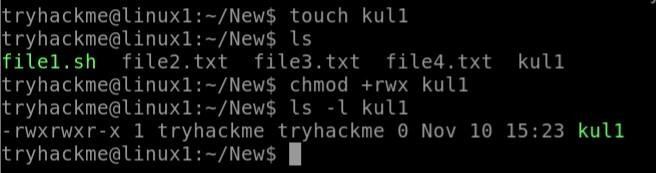 tryhackme@linux1:~/New$ touch kul1
tryhackme@linux1:~/New$ ls
file1.sh  file2.txt  file3.txt  file4.txt  kul1
tryhackme@linux1:~/New$ chmod +rwx kul1
tryhackme@linux1:~/New$ ls -l kul1
-rwxrwxr-x 1 tryhackme tryhackme 0 Nov 10 15:23 kul1
tryhackme@linux1:~/New$